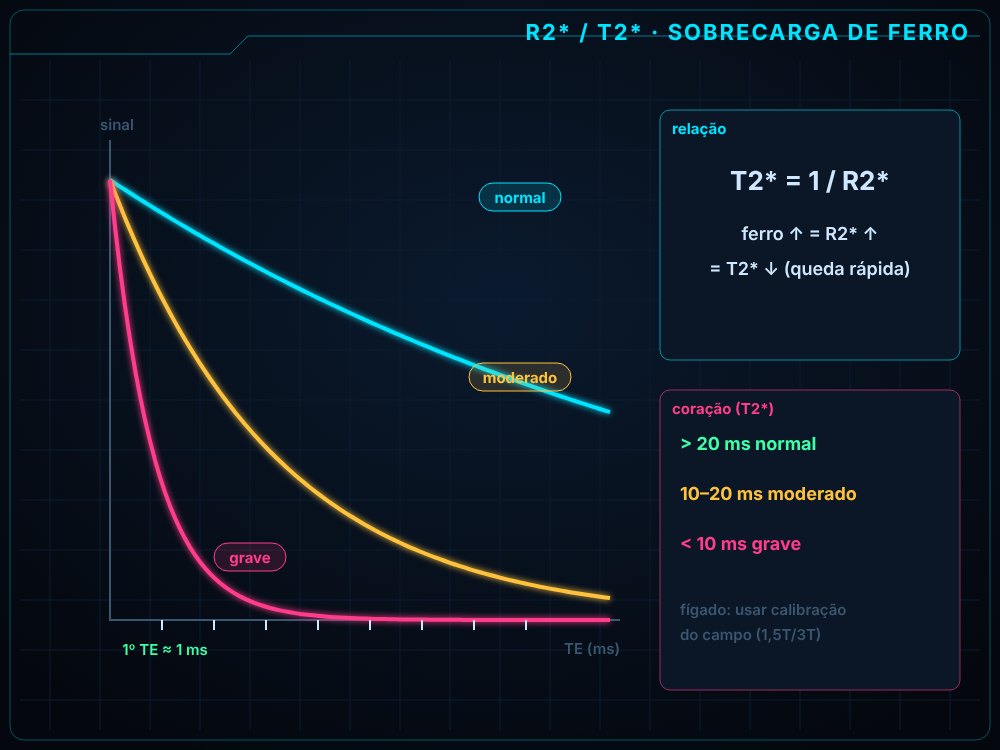 R2* / T2* · SOBRECARGA DE FERRO
sinal
normal
moderado
grave
1º TE ≈ 1 ms
TE (ms)
relação
T2* = 1 / R2*
ferro ↑ = R2* ↑
= T2* ↓ (queda rápida)
coração (T2*)
> 20 ms normal
10–20 ms moderado
< 10 ms grave
fígado: usar calibração
do campo (1,5T/3T)